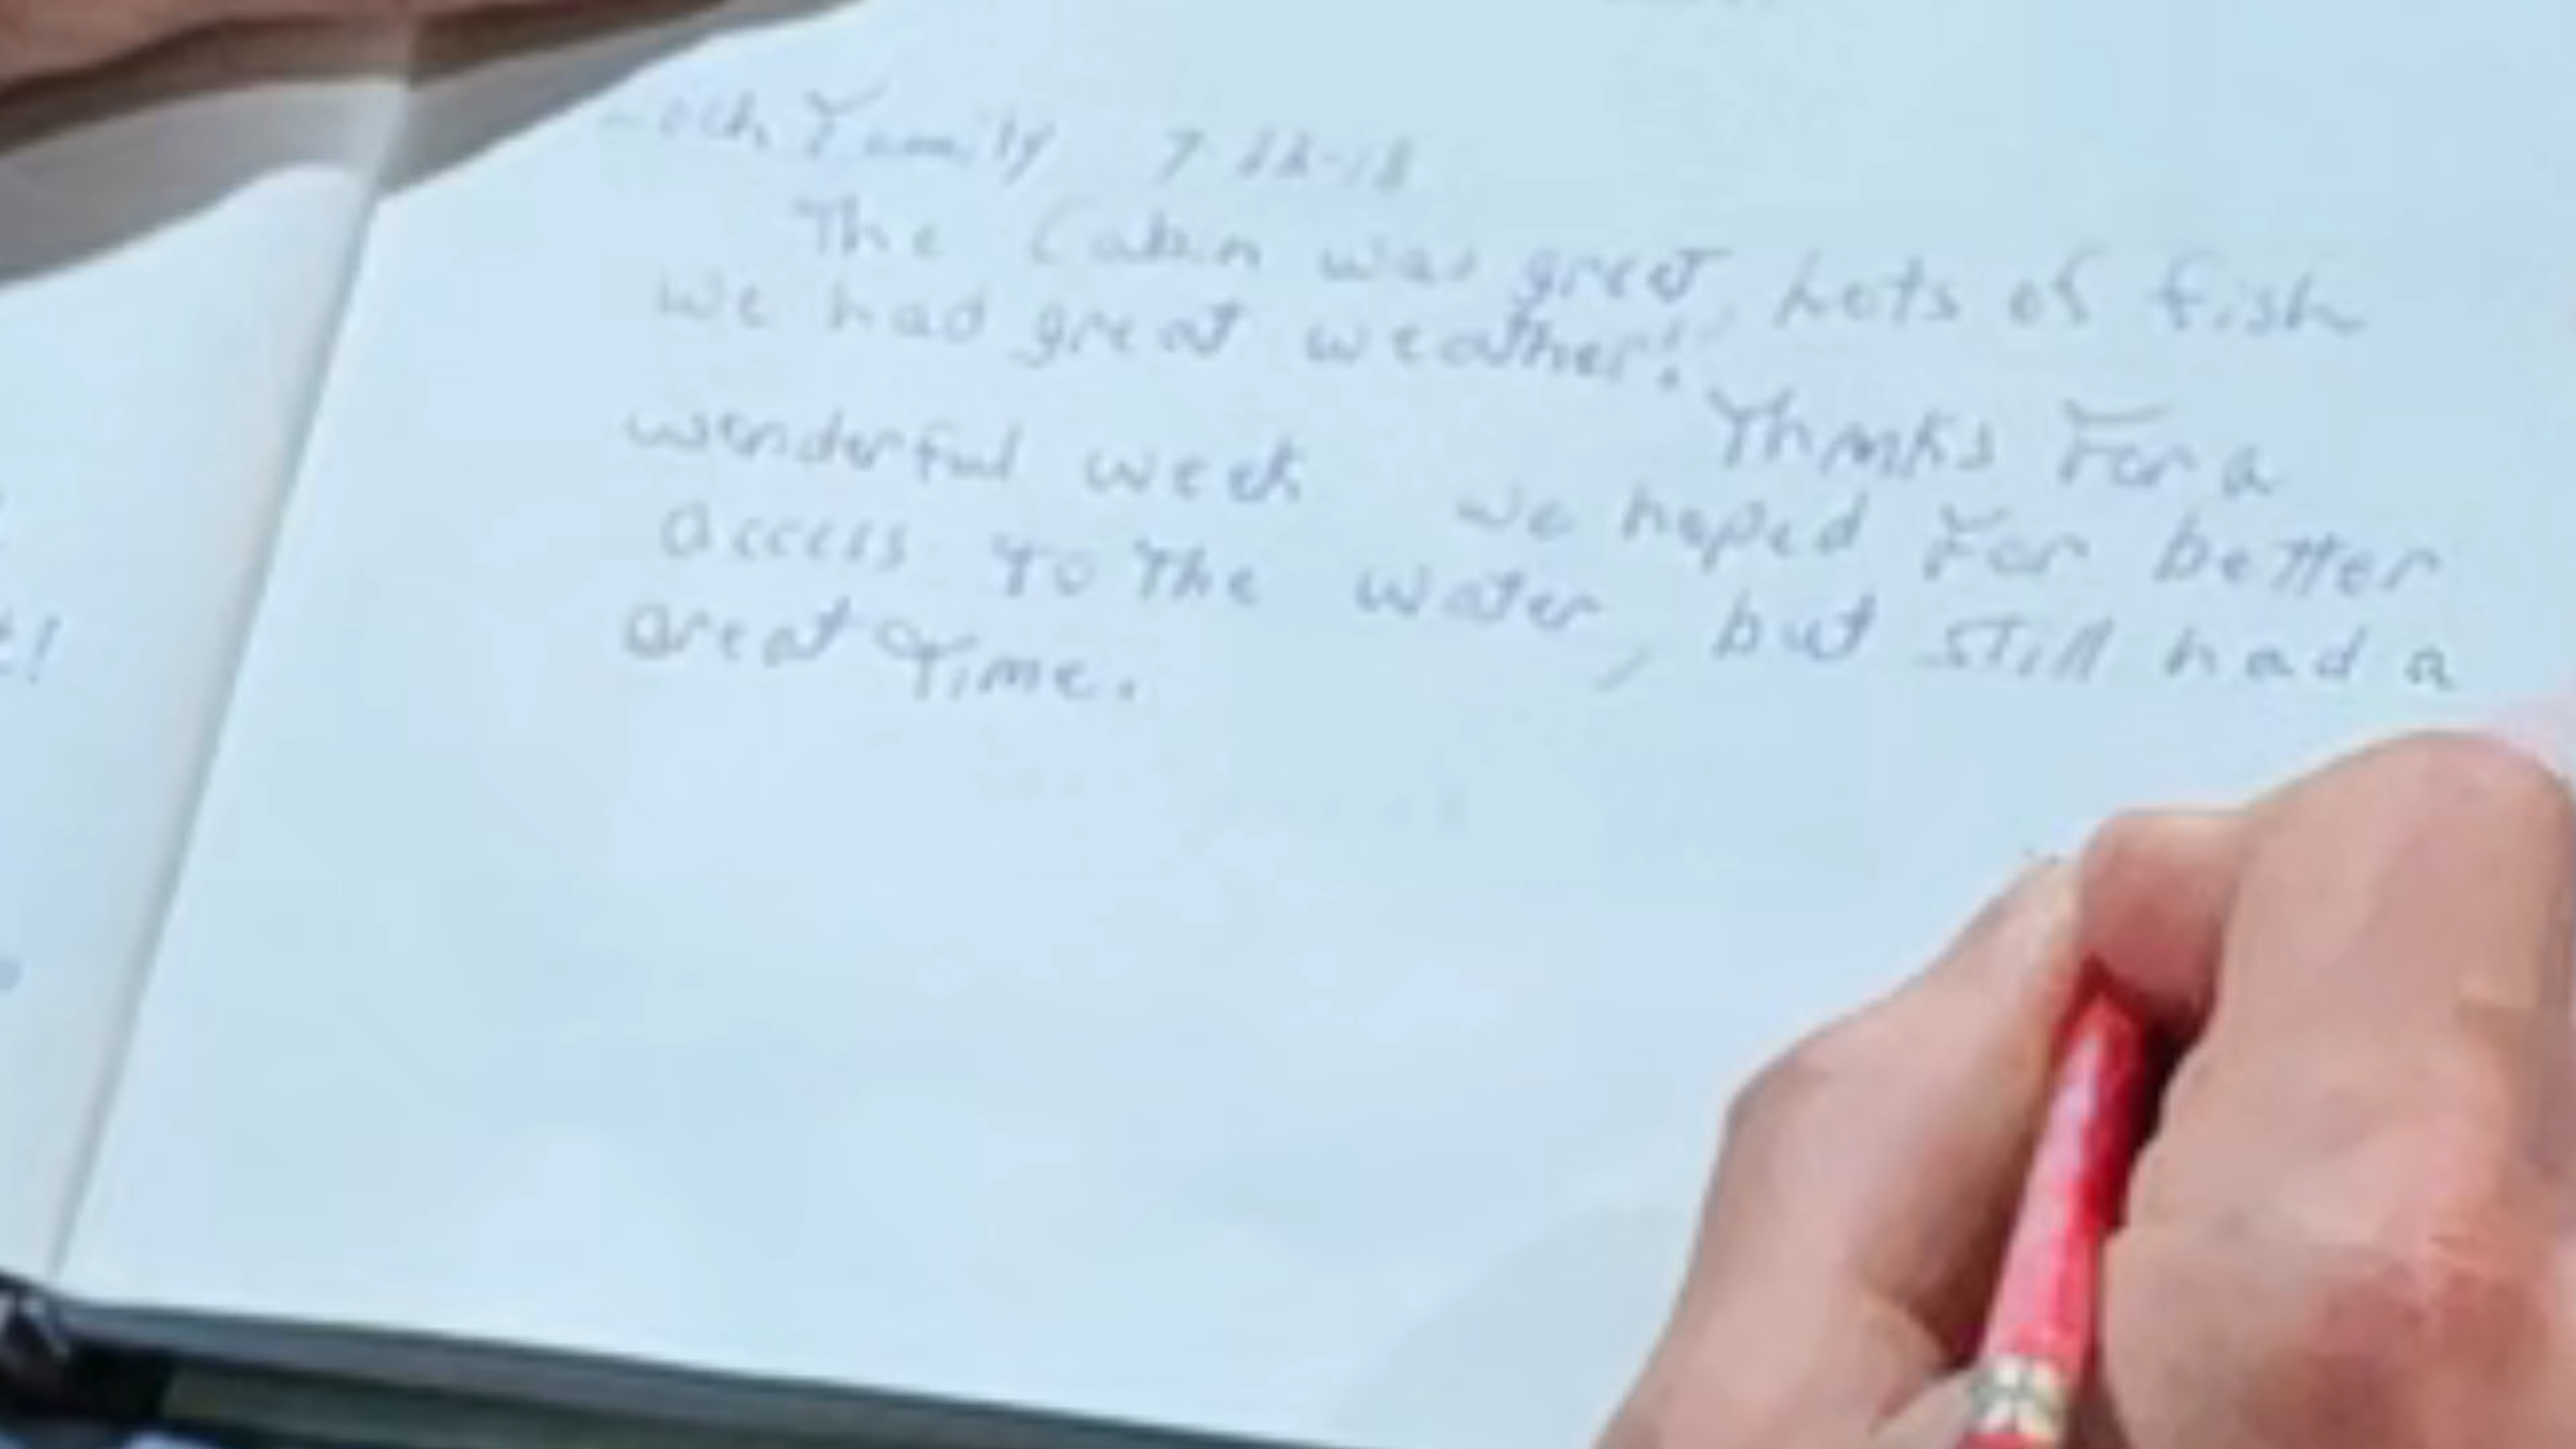 Family
The Cabin was great, Lots of fish
we had great weather! Thanks For a
wonderful week we hoped For better
access to The water, but still had a
great Time.